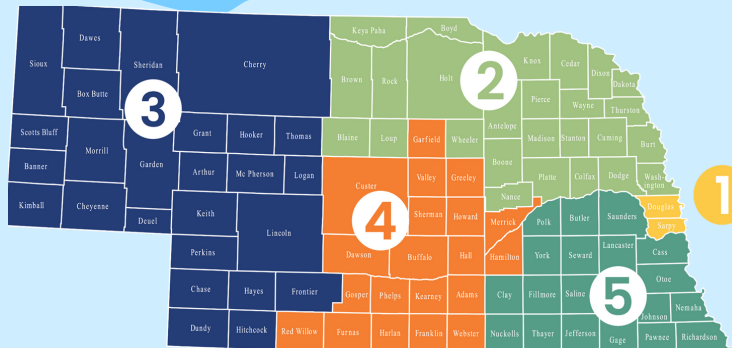 Keya Paha
Boyd
Dawes
Sioux
Sheridan
Cherry
Knox
Cedar
Dixon
Dakota
Brown
Rock
Holt
2
Box Butte
3
Pierce
Wayne
Thurston
Scotts Bluff
Grant
Hooker
Thomas
Blaine
Loup
Garfield
Wheeler
Antelope
Madison
Stanton
Cuming
Burt
Morrill
Garden
Banner
Arthur
Mc Pherson
Logan
Custer
Valley
Greeley
Boone
Platte
Colfax
Dodge
Wash-
ington
1
Kimball
Cheyenne
Deuel
Keith
Lincoln
4
Sherman
Howard
Nance
Merrick
Polk
Butler
Saunders
Douglas
Sarpy
Perkins
Dawson
Buffalo
Hall
Hamilton
York
Seward
Lancaster
Cass
Chase
Hayes
Frontier
Gosper
Phelps
Kearney
Adams
Clay
Fillmore
Saline
5
Otoe
Dundy
Hitchcock
Red Willow
Furnas
Harlan
Franklin
Webster
Nuckolls
Thayer
Jefferson
Gage
Johnson
Nemaha
Pawnee
Richardson